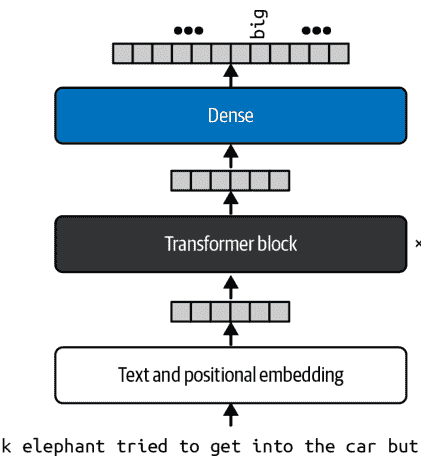 ••• big •••
Dense
Transformer block
×
Text and positional embedding
k elephant tried to get into the car but